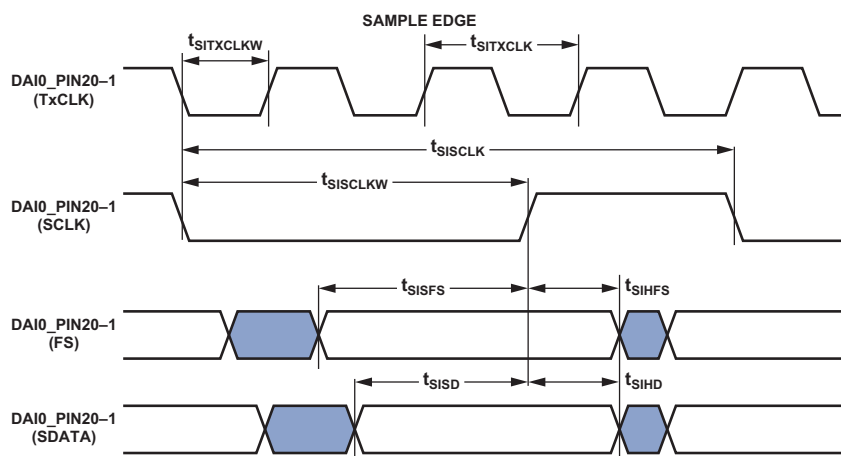 SAMPLE EDGE
tSITXCLKW
tSITXCLK
DAI0_PIN20–1
(TxCLK)
tSISCLK
tSISCLKW
DAI0_PIN20–1
(SCLK)
tSISFS
tSIHFS
DAI0_PIN20–1
(FS)
tSISD
tSIHD
DAI0_PIN20–1
(SDATA)